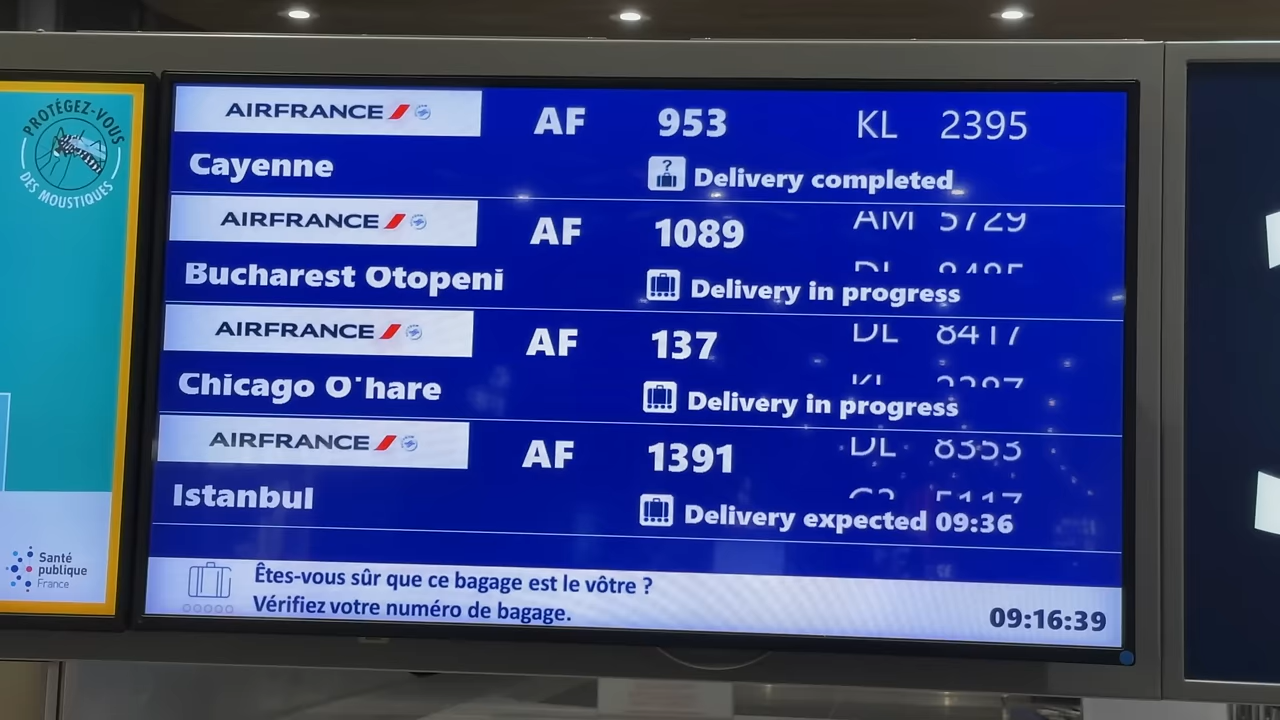 PROTÉGEZ-VOUS
DES MOUSTIQUES
Santé
publique
France
AIRFRANCE AF 953 KL 2395
Cayenne Delivery completed
AIRFRANCE AF 1089 AM 5729
Bucharest Otopeni Delivery in progress
AIRFRANCE AF 137 DL 8417
Chicago O'hare Delivery in progress
AIRFRANCE AF 1391 DL 8353
Istanbul Delivery expected 09:36
Êtes-vous sûr que ce bagage est le vôtre ?
Vérifiez votre numéro de bagage.
09:16:39